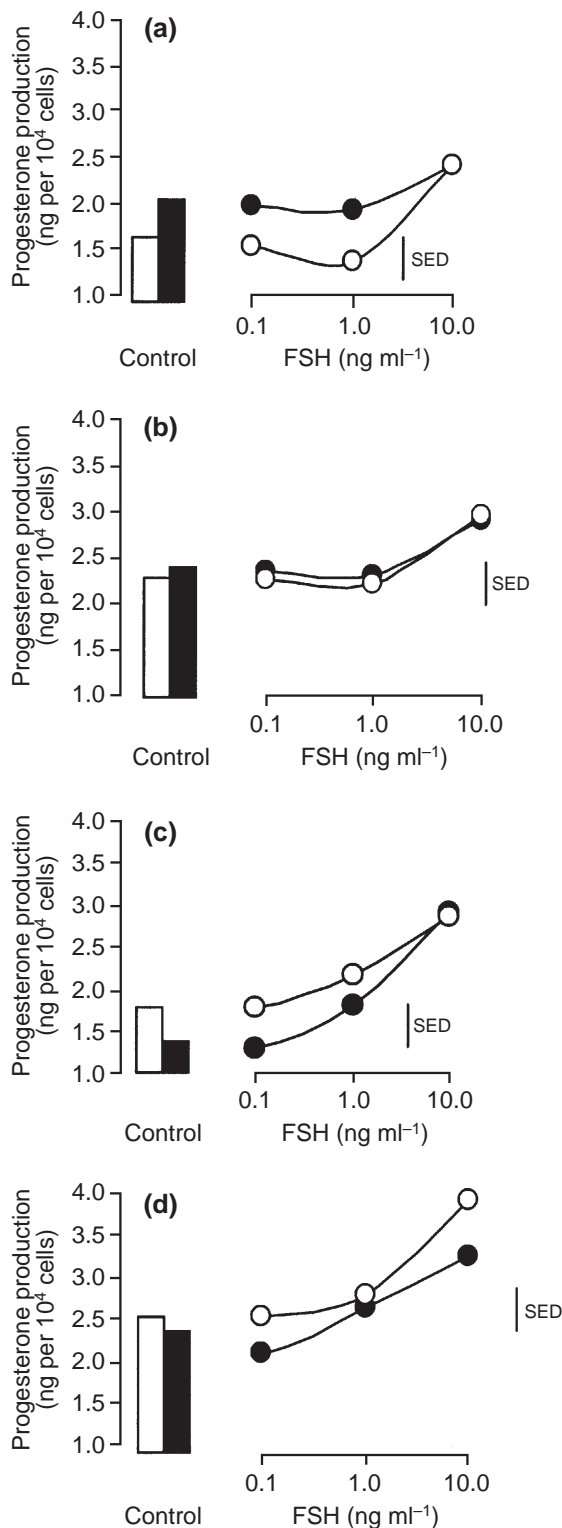 (a)
Progesterone production
(ng per 10⁴ cells)
4.0
3.5
3.0
2.5
2.0
1.5
1.0
SED
0.1 1.0 10.0
Control FSH (ng ml⁻¹)
(b)
Progesterone production
(ng per 10⁴ cells)
4.0
3.5
3.0
2.5
2.0
1.5
1.0
SED
0.1 1.0 10.0
Control FSH (ng ml⁻¹)
(c)
Progesterone production
(ng per 10⁴ cells)
4.0
3.5
3.0
2.5
2.0
1.5
1.0
SED
0.1 1.0 10.0
Control FSH (ng ml⁻¹)
(d)
Progesterone production
(ng per 10⁴ cells)
4.0
3.5
3.0
2.5
2.0
1.5
1.0
SED
0.1 1.0 10.0
Control FSH (ng ml⁻¹)